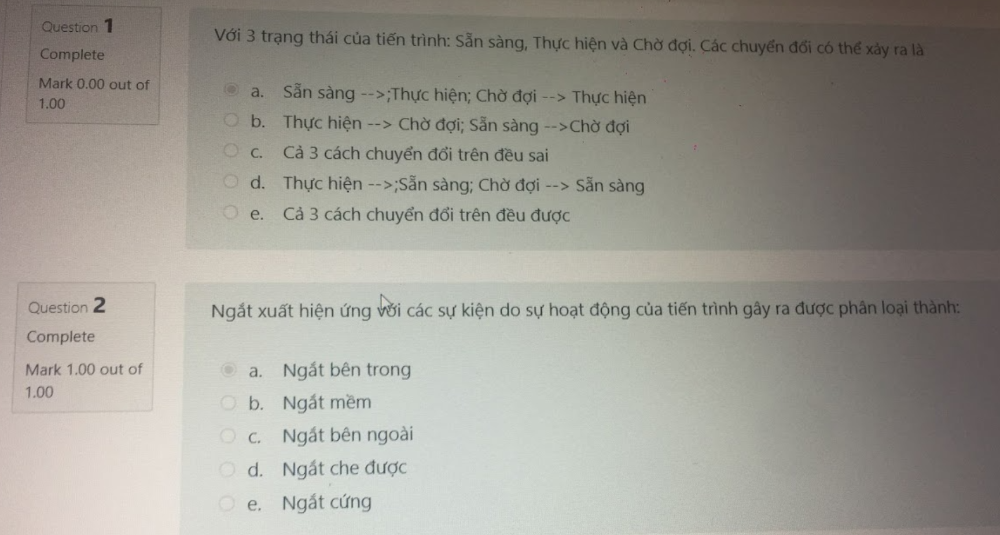 Question 1
Complete
Mark 0.00 out of
1.00
Với 3 trạng thái của tiến trình: Sẵn sàng, Thực hiện và Chờ đợi. Các chuyển đổi có thể xảy ra là
a. Sẵn sàng -->;Thực hiện; Chờ đợi --> Thực hiện
b. Thực hiện --> Chờ đợi; Sẵn sàng -->Chờ đợi
c. Cả 3 cách chuyển đổi trên đều sai
d. Thực hiện -->;Sẵn sàng; Chờ đợi --> Sẵn sàng
e. Cả 3 cách chuyển đổi trên đều được
Question 2
Complete
Mark 1.00 out of
1.00
Ngắt xuất hiện ứng với các sự kiện do sự hoạt động của tiến trình gây ra được phân loại thành:
a. Ngắt bên trong
b. Ngắt mềm
c. Ngắt bên ngoài
d. Ngắt che được
e. Ngắt cứng